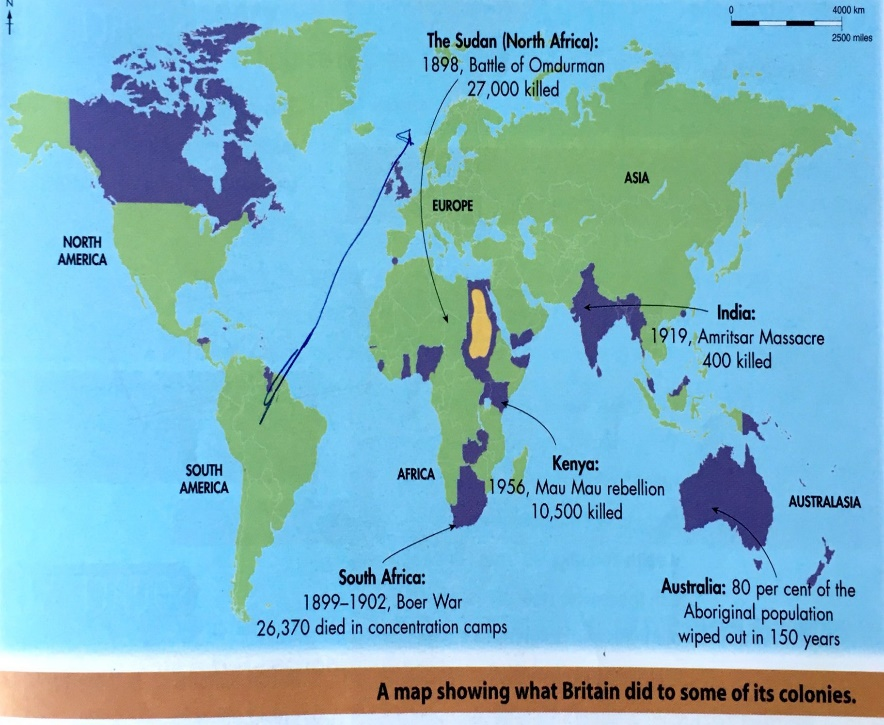 N
0 4000 km
2500 miles
The Sudan (North Africa):
1898, Battle of Omdurman
27,000 killed
ASIA
EUROPE
NORTH
AMERICA
India:
1919, Amritsar Massacre
400 killed
SOUTH
AMERICA
AFRICA
Kenya:
1956, Mau Mau rebellion
10,500 killed
AUSTRALASIA
South Africa:
1899–1902, Boer War
26,370 died in concentration camps
Australia: 80 per cent of the
Aboriginal population
wiped out in 150 years
A map showing what Britain did to some of its colonies.